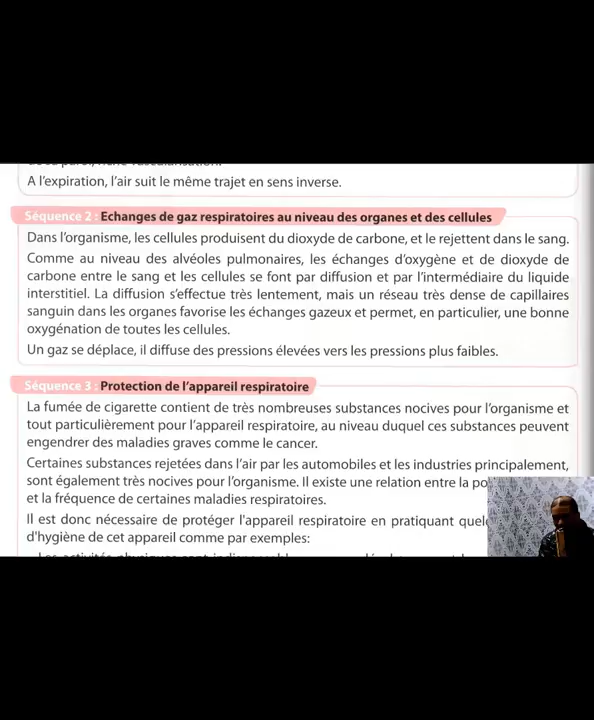 A l'expiration, l'air suit le même trajet en sens inverse.
Séquence 2 : Echanges de gaz respiratoires au niveau des organes et des cellules
Dans l'organisme, les cellules produisent du dioxyde de carbone, et le rejettent dans le sang.
Comme au niveau des alvéoles pulmonaires, les échanges d'oxygène et de dioxyde de
carbone entre le sang et les cellules se font par diffusion et par l'intermédiaire du liquide
interstitiel. La diffusion s'effectue très lentement, mais un réseau très dense de capillaires
sanguin dans les organes favorise les échanges gazeux et permet, en particulier, une bonne
oxygénation de toutes les cellules.
Un gaz se déplace, il diffuse des pressions élevées vers les pressions plus faibles.
Séquence 3 : Protection de l'appareil respiratoire
La fumée de cigarette contient de très nombreuses substances nocives pour l'organisme et
tout particulièrement pour l'appareil respiratoire, au niveau duquel ces substances peuvent
engendrer des maladies graves comme le cancer.
Certaines substances rejetées dans l'air par les automobiles et les industries principalement,
sont également très nocives pour l'organisme. Il existe une relation entre la
et la fréquence de certaines maladies respiratoires.
Il est donc nécessaire de protéger l'appareil respiratoire en pratiquant
d'hygiène de cet appareil comme par exemples: